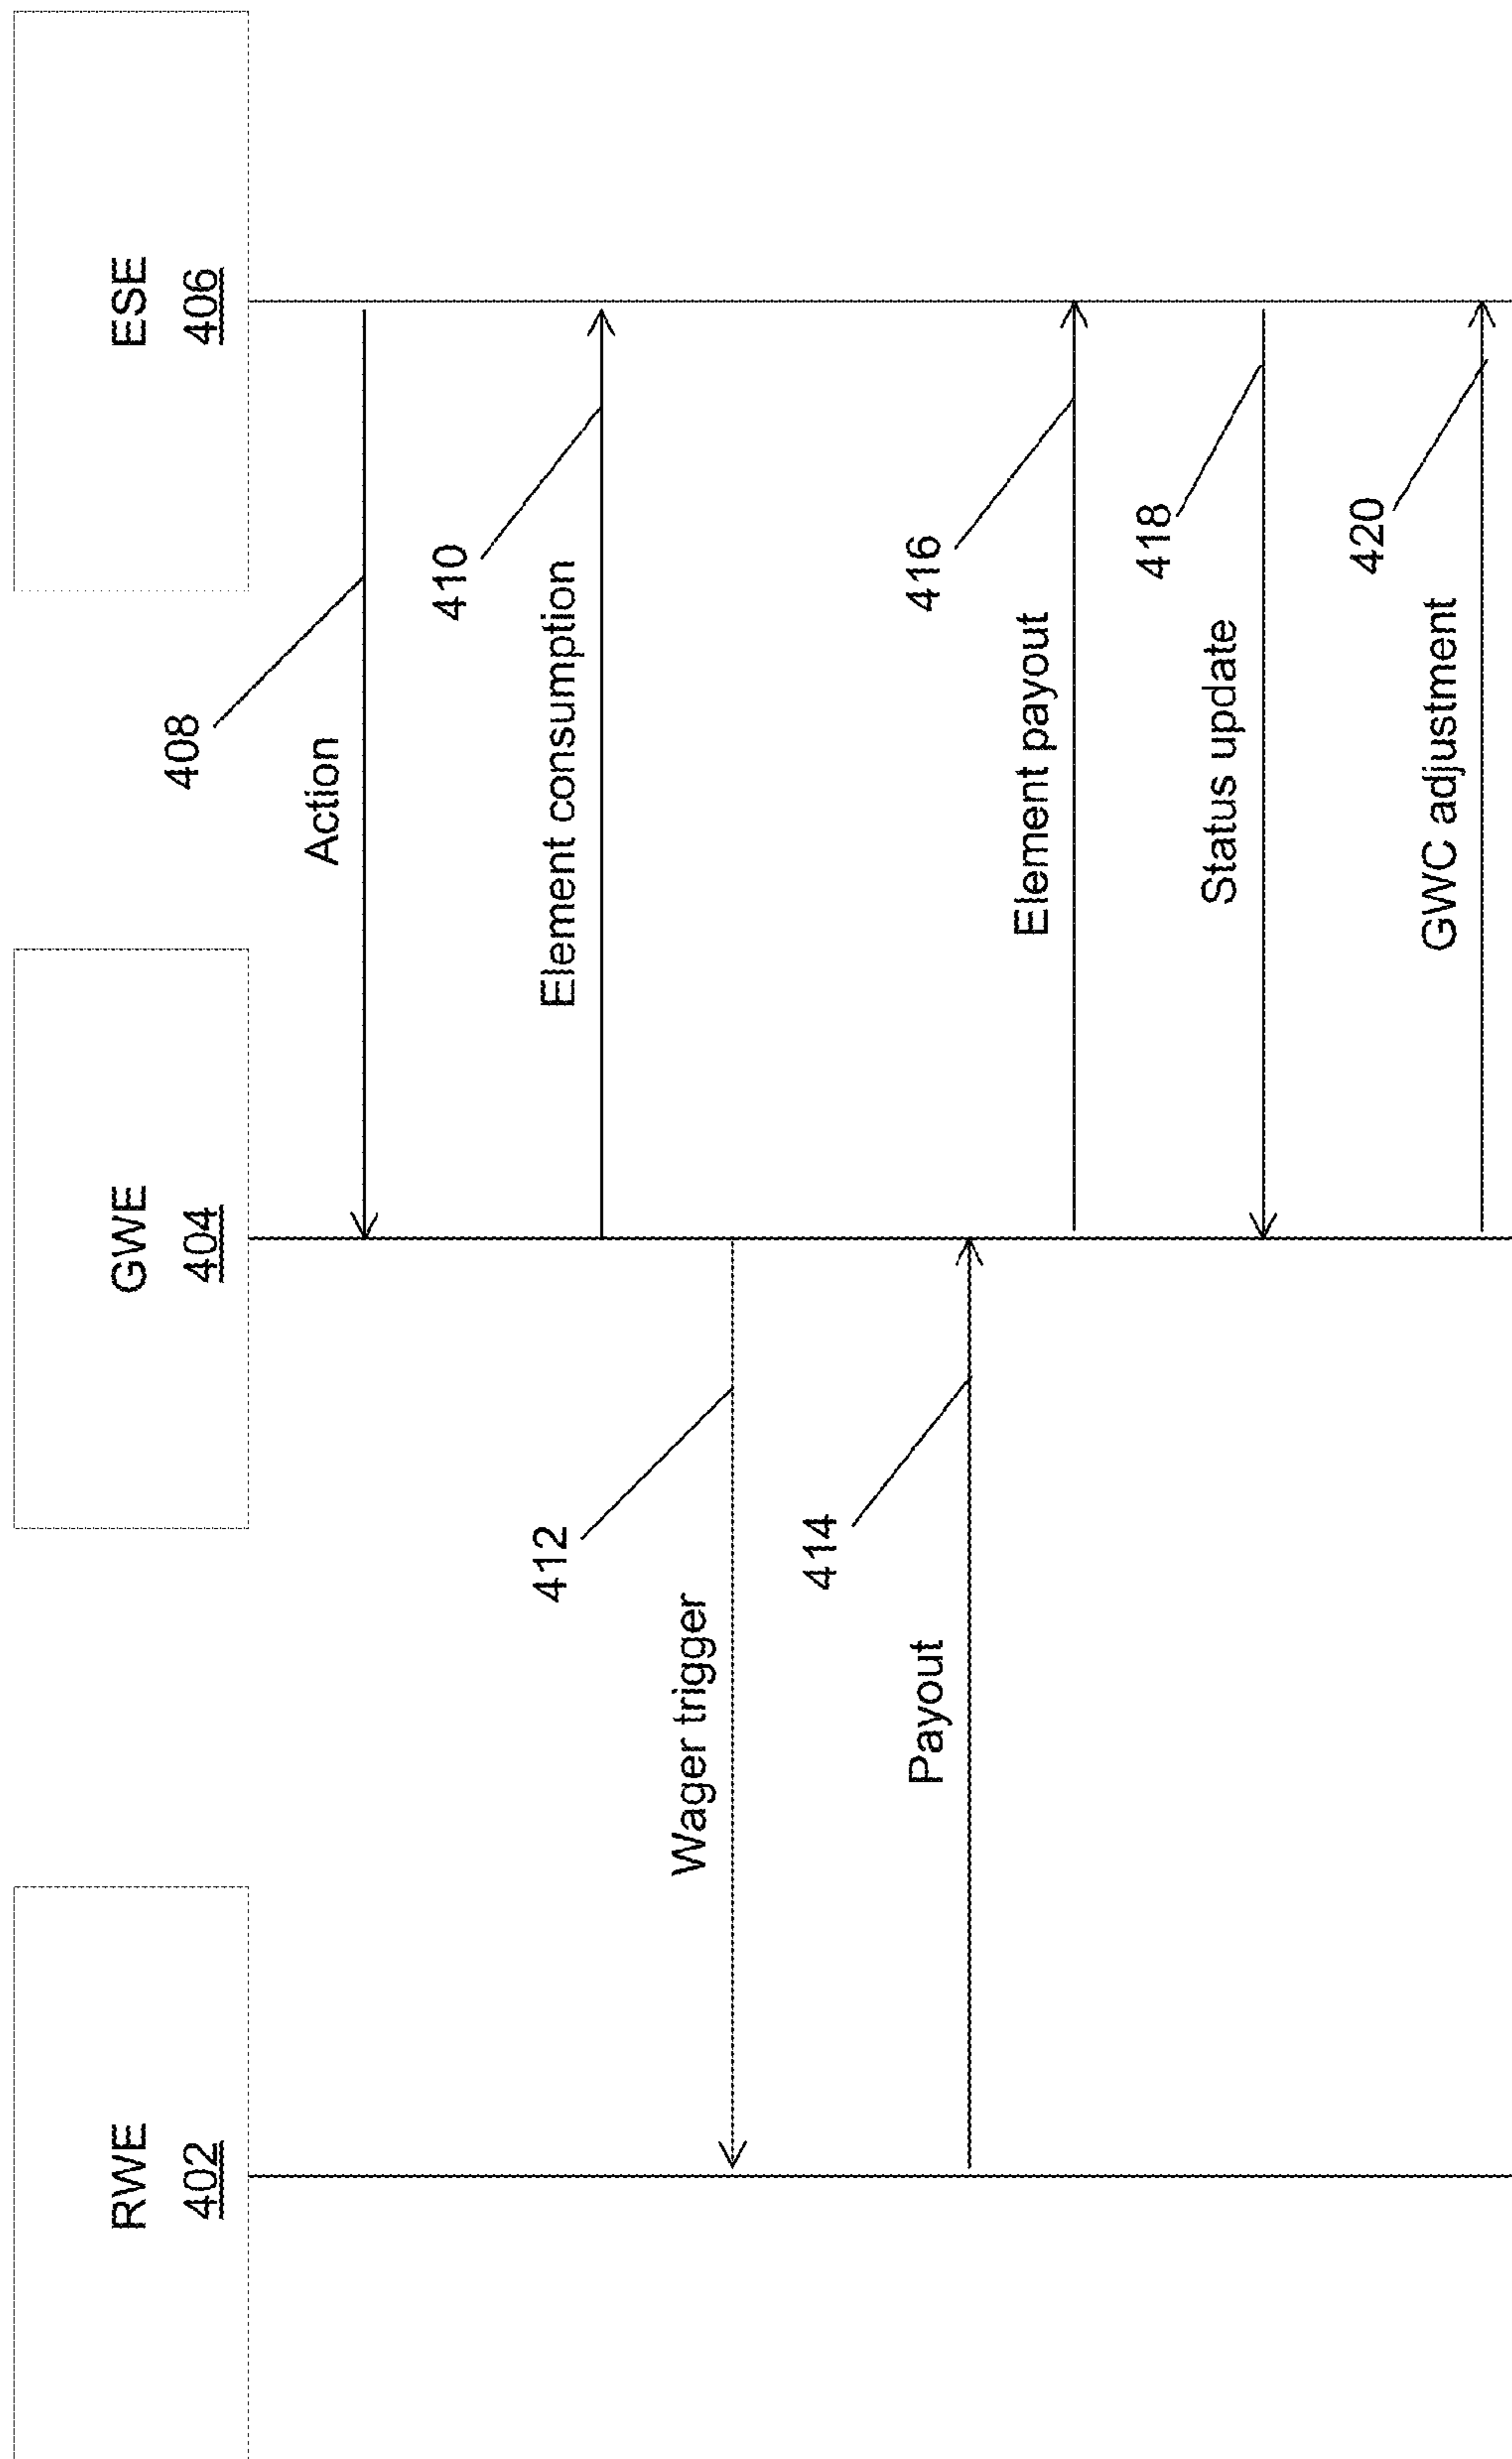 RWE
402
GWE
404
ESE
406
408
Action
410
Element consumption
412
Wager trigger
414
Payout
416
Element payout
418
Status update
420
GWC adjustment